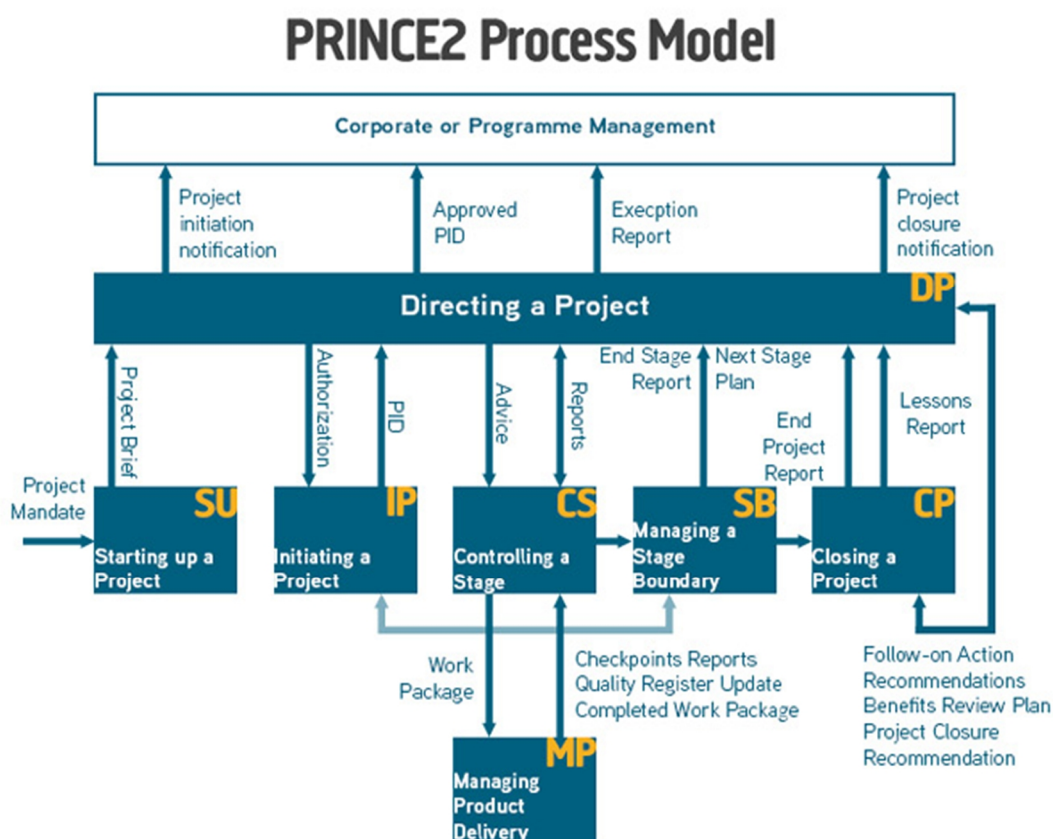 PRINCE2 Process Model
Corporate or Programme Management
Project
initiation
notification
Approved
PID
Execption
Report
Project
closure
notification
DP
Directing a Project
Project Brief
Authorization
PID
Advice
Reports
End Stage
Report
Next Stage
Plan
End
Project
Report
Lessons
Report
Project
Mandate
SU
Starting up a
Project
IP
Initiating a
Project
CS
Controlling a
Stage
SB
Managing a
Stage
Boundary
CP
Closing a
Project
Work
Package
Checkpoints Reports
Quality Register Update
Completed Work Package
Follow-on Action
Recommendations
Benefits Review Plan
Project Closure
Recommendation
MP
Managing
Product
Delivery